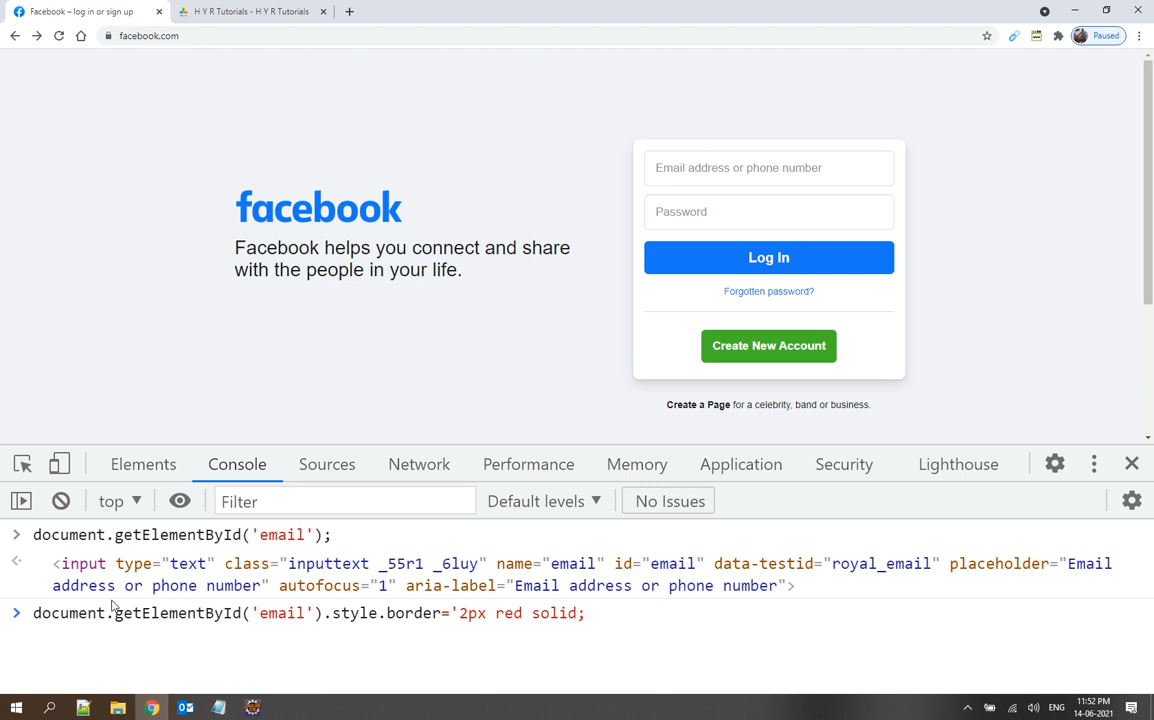 Facebook – log in or sign up
H Y R Tutorials - H Y R Tutorials
facebook.com
Paused
facebook
Facebook helps you connect and share
with the people in your life.
Email address or phone number
Password
Log In
Forgotten password?
Create New Account
Create a Page for a celebrity, band or business.
Elements Console Sources Network Performance Memory Application Security Lighthouse
top Filter Default levels No Issues
document.getElementById('email');
<input type="text" class="inputtext _55r1 _6luy" name="email" id="email" data-testid="royal_email" placeholder="Email
address or phone number" autofocus="1" aria-label="Email address or phone number">
document.getElementById('email').style.border='2px red solid;
ENG
11:52 PM
14-06-2021